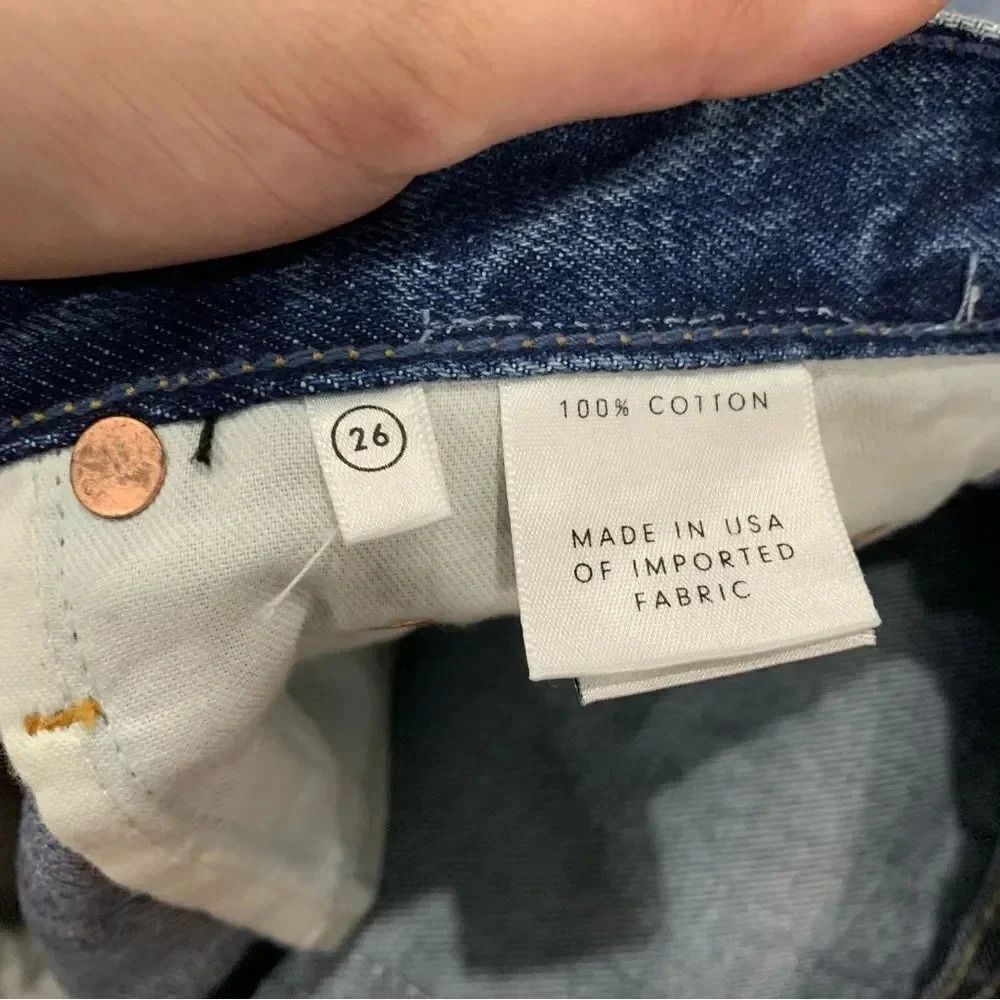 26
100% COTTON
MADE IN USA
OF IMPORTED
FABRIC